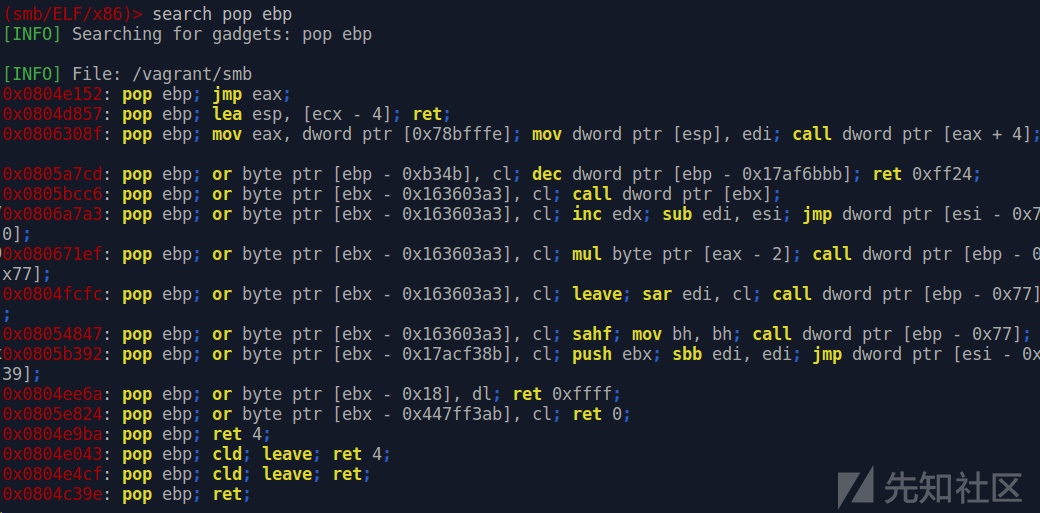 (smb/ELF/x86)> search pop ebp
[INFO] Searching for gadgets: pop ebp
[INFO] File: /vagrant/smb
0x0804e152: pop ebp; jmp eax;
0x0804d857: pop ebp; lea esp, [ecx - 4]; ret;
0x0806308f: pop ebp; mov eax, dword ptr [0x78bfffe]; mov dword ptr [esp], edi; call dword ptr [eax + 4];
0x0805a7cd: pop ebp; or byte ptr [ebp - 0xb34b], cl; dec dword ptr [ebp - 0x17af6bbb]; ret 0xff24;
0x0805bcc6: pop ebp; or byte ptr [ebx - 0x163603a3], cl; call dword ptr [ebx];
0x0806a7a3: pop ebp; or byte ptr [ebx - 0x163603a3], cl; inc edx; sub edi, esi; jmp dword ptr [esi - 0x7
0];
0x080671ef: pop ebp; or byte ptr [ebx - 0x163603a3], cl; mul byte ptr [eax - 2]; call dword ptr [ebp - 0
x77];
0x0804fcfc: pop ebp; or byte ptr [ebx - 0x163603a3], cl; leave; sar edi, cl; call dword ptr [ebp - 0x77]
;
0x08054847: pop ebp; or byte ptr [ebx - 0x163603a3], cl; sahf; mov bh, bh; call dword ptr [ebp - 0x77];
0x0805b392: pop ebp; or byte ptr [ebx - 0x17acf38b], cl; push ebx; sbb edi, edi; jmp dword ptr [esi - 0x
39];
0x0804ee6a: pop ebp; or byte ptr [ebx - 0x18], dl; ret 0xffff;
0x0805e824: pop ebp; or byte ptr [ebx - 0x447ff3ab], cl; ret 0;
0x0804e9ba: pop ebp; ret 4;
0x0804e043: pop ebp; cld; leave; ret 4;
0x0804e4cf: pop ebp; cld; leave; ret;
0x0804c39e: pop ebp; ret;
先知社区